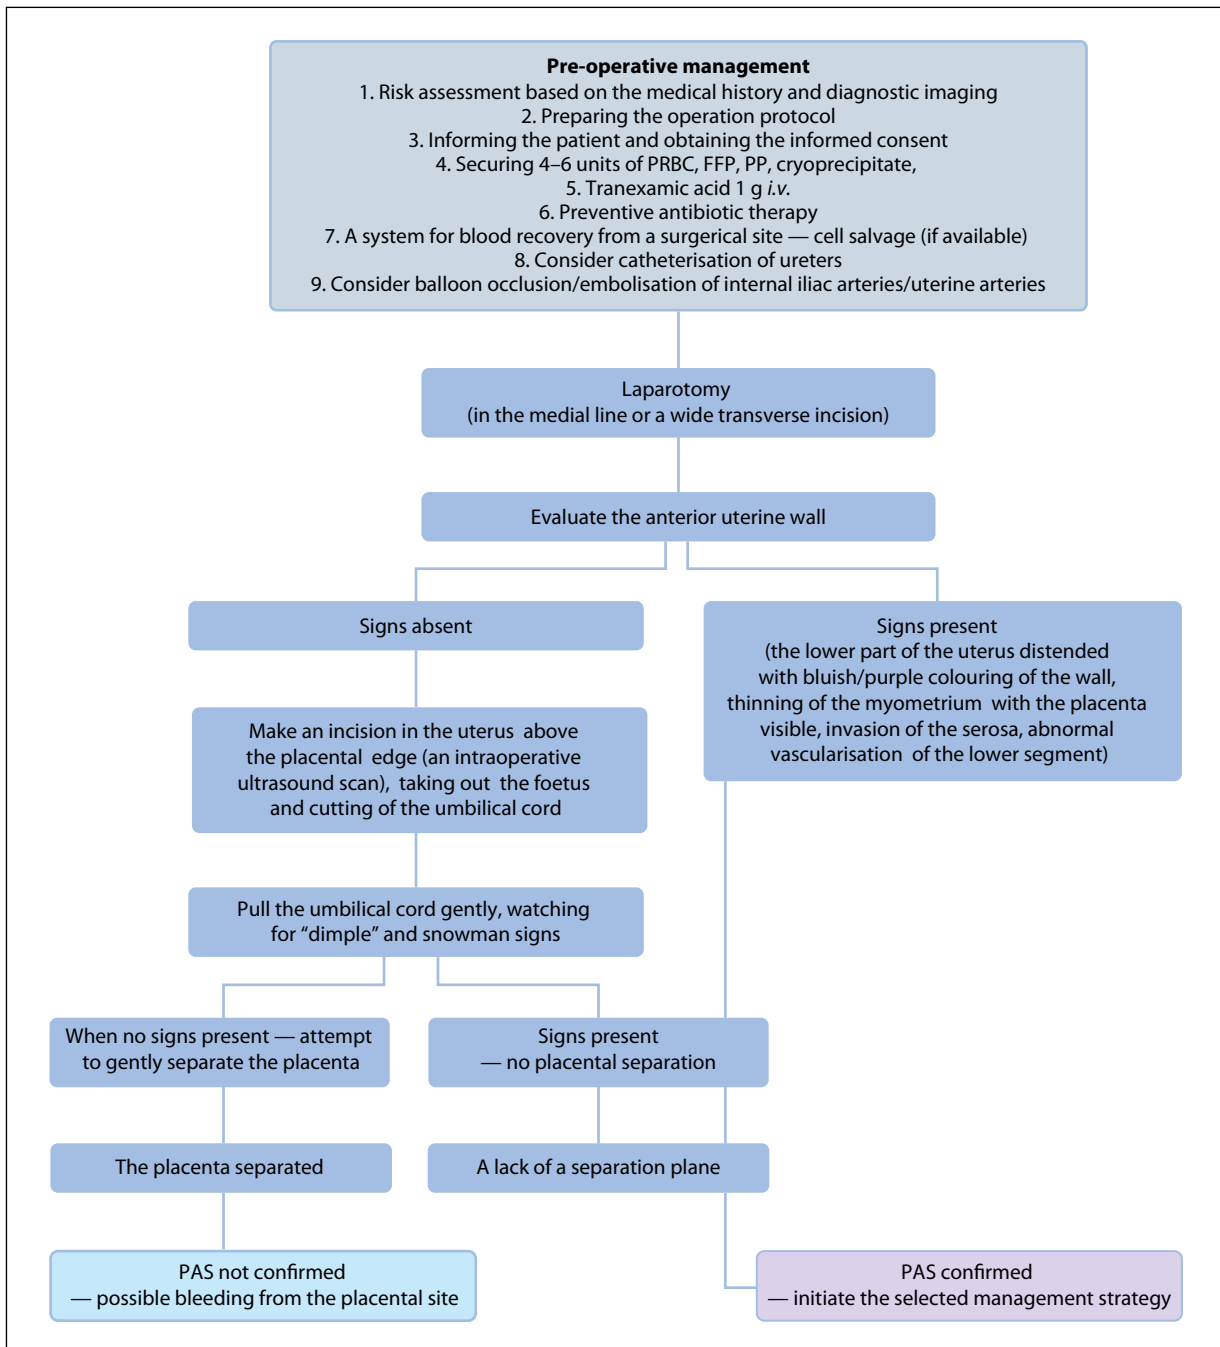 Pre-operative management
1. Risk assessment based on the medical history and diagnostic imaging
2. Preparing the operation protocol
3. Informing the patient and obtaining the informed consent
4. Securing 4–6 units of PRBC, FFP, PP, cryoprecipitate,
5. Tranexamic acid 1 g i.v.
6. Preventive antibiotic therapy
7. A system for blood recovery from a surgerical site — cell salvage (if available)
8. Consider catheterisation of ureters
9. Consider balloon occlusion/embolisation of internal iliac arteries/uterine arteries
Laparotomy
(in the medial line or a wide transverse incision)
Evaluate the anterior uterine wall
Signs absent
Signs present
(the lower part of the uterus distended
with bluish/purple colouring of the wall,
thinning of the myometrium with the placenta
visible, invasion of the serosa, abnormal
vascularisation of the lower segment)
Make an incision in the uterus above
the placental edge (an intraoperative
ultrasound scan), taking out the foetus
and cutting of the umbilical cord
Pull the umbilical cord gently, watching
for “dimple” and snowman signs
When no signs present — attempt
to gently separate the placenta
Signs present
— no placental separation
The placenta separated
A lack of a separation plane
PAS not confirmed
— possible bleeding from the placental site
PAS confirmed
— initiate the selected management strategy